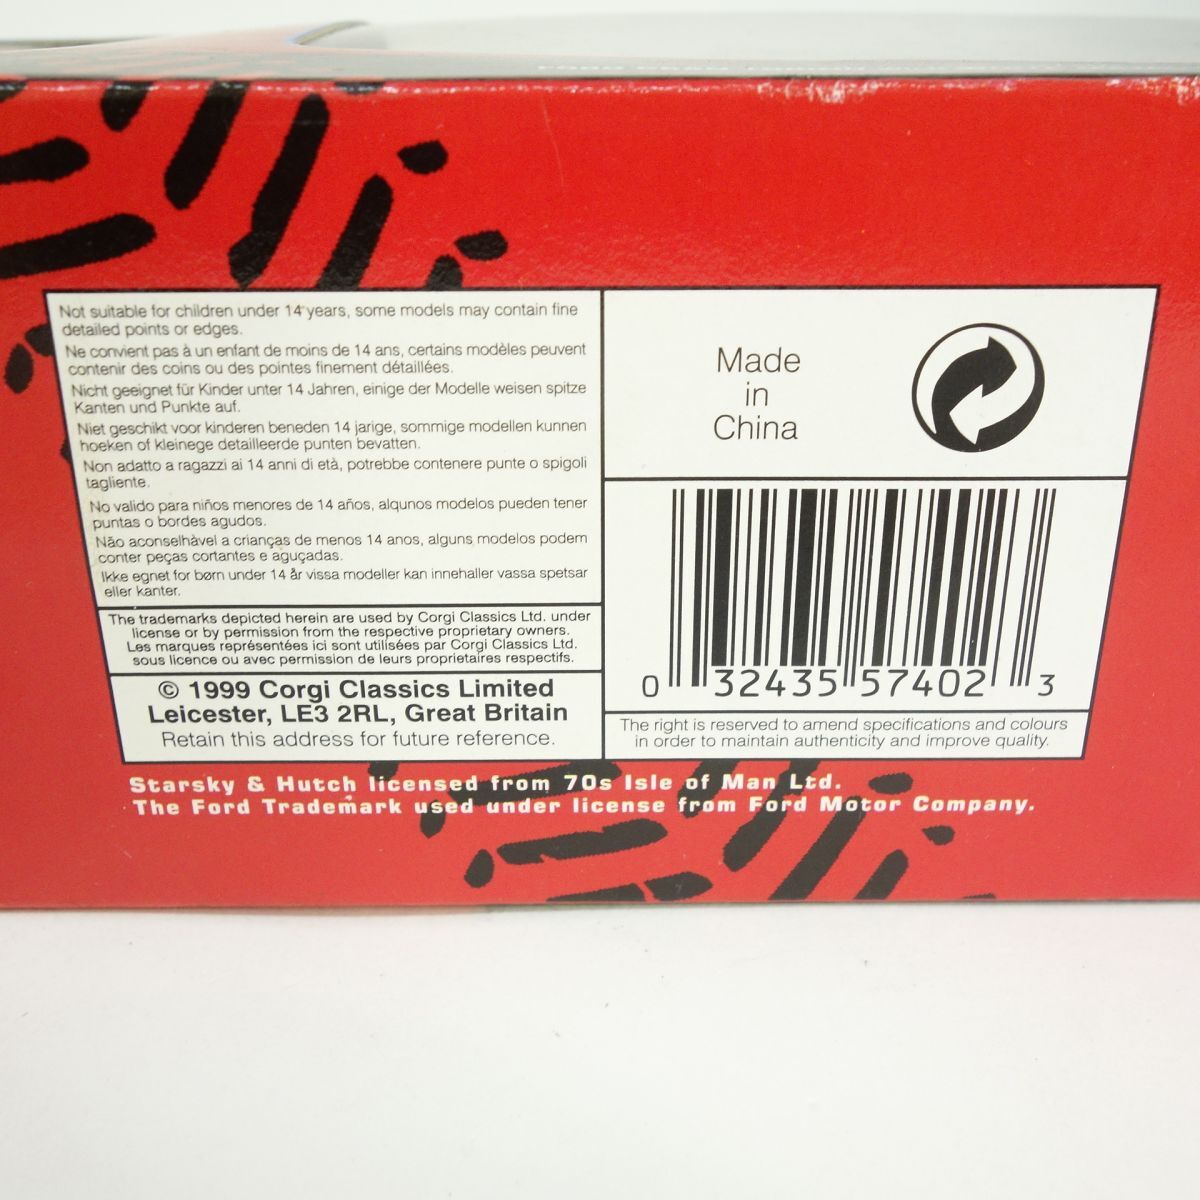 Not suitable for children under 14 years, some models may contain fine
detailed points or edges.
Ne convient pas à un enfant de moins de 14 ans, certains modèles peuvent
contenir des coins ou des pointes finement détaillées.
Nicht geeignet für Kinder unter 14 Jahren, einige der Modelle weisen spitze
Kanten und Punkte auf.
Niet geschikt voor kinderen beneden 14 jarige, sommige modellen kunnen
hoeken of kleinege detailleerde punten bevatten.
Non adatto a ragazzi ai 14 anni di età, potrebbe contenere punte o spigoli
tagliente.
No valido para niños menores de 14 años, alqunos modelos pueden tener
puntas o bordes agudos.
Não aconselhàvel a crianças de menos 14 anos, alguns modelos podem
conter peças cortantes e aguçadas.
Ikke egnet for børn under 14 år vissa modeller kan innehaller vassa spetsar
eller kanter.
The trademarks depicted herein are used by Corgi Classics Ltd. under
license or by permission from the respective proprietary owners.
Les marques représentées ici sont utilisées par Corgi Classics Ltd.
sous licence ou avec permission de leurs proprietaires respectifs.
© 1999 Corgi Classics Limited
Leicester, LE3 2RL, Great Britain
Retain this address for future reference.
Made
in
China
0 32435 57402 3
The right is reserved to amend specifications and colours
in order to maintain authenticity and improve quality.
Starsky & Hutch licensed from 70s Isle of Man Ltd.
The Ford Trademark used under license from Ford Motor Company.